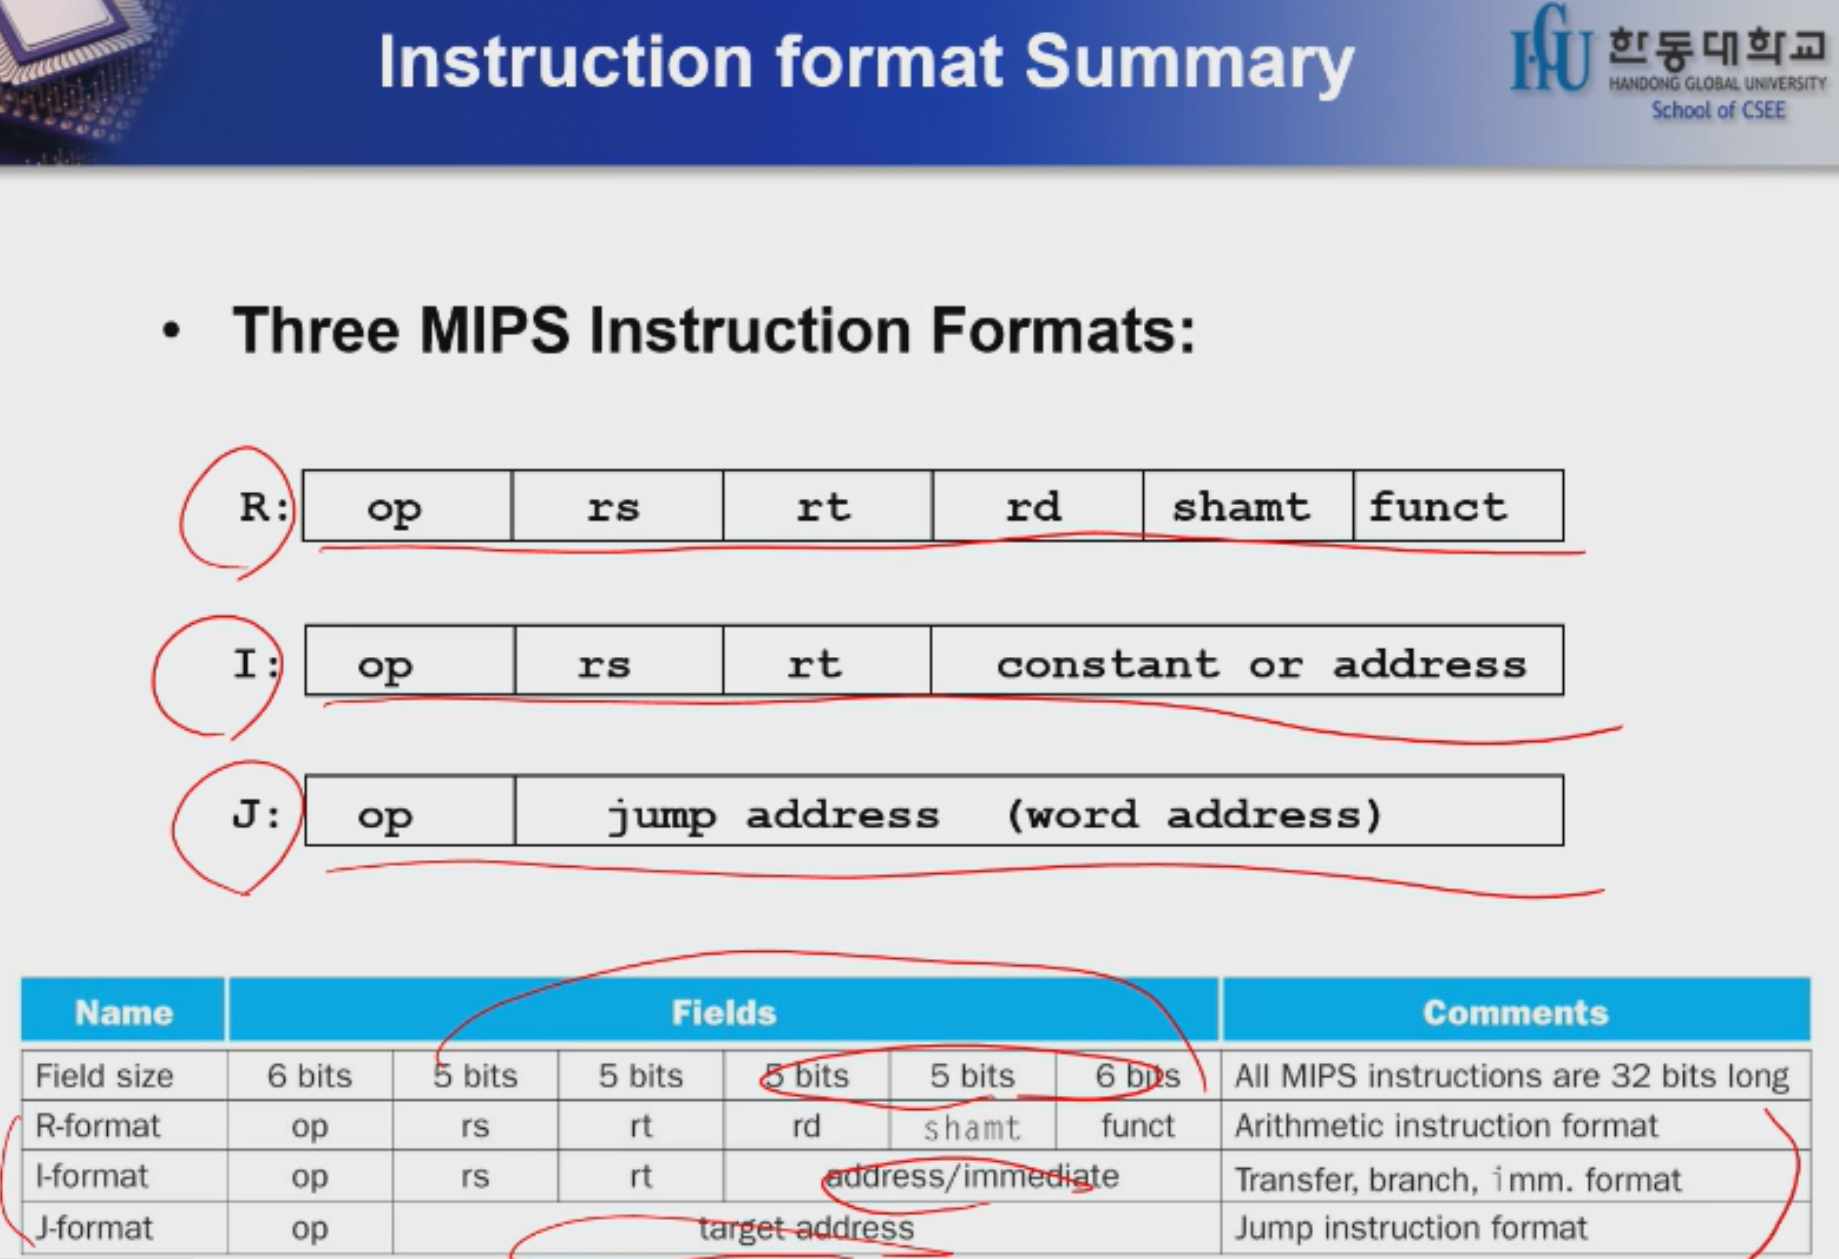 Instruction format Summary
한동대학교
HANDONG GLOBAL UNIVERSITY
School of CSEE
• Three MIPS Instruction Formats:
R: op rs rt rd shamt funct
I: op rs rt constant or address
J: op jump address (word address)
Name Fields Comments
Field size 6 bits 5 bits 5 bits 5 bits 5 bits 6 bits All MIPS instructions are 32 bits long
R-format op rs rt rd shamt funct Arithmetic instruction format
I-format op rs rt address/immediate Transfer, branch, imm. format
J-format op target address Jump instruction format